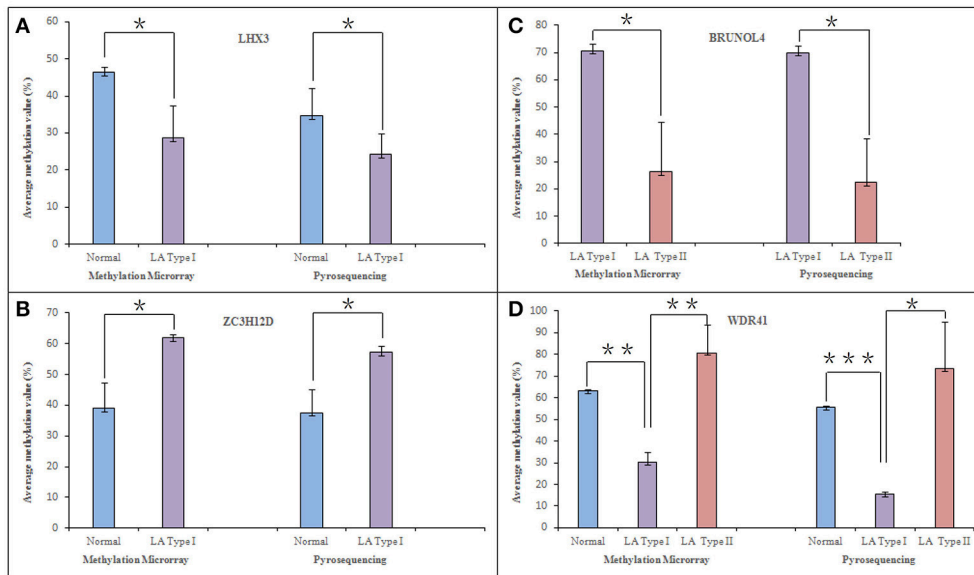 A
LHX3
Average methylation value (%)
60
50
40
30
20
10
0
*
*
Normal LA Type I Normal LA Type I
Methylation Microrray Pyrosequencing
C
BRUNOL4
Average methylation value (%)
80
70
60
50
40
30
20
10
0
*
*
LA Type I LA Type II LA Type I LA Type II
Methylation Microrray Pyrosequencing
B
ZC3H12D
Average methylation value (%)
70
60
50
40
30
20
10
0
*
*
Normal LA Type I Normal LA Type I
Methylation Microrray Pyrosequencing
D
WDR41
Average methylation value (%)
100
90
80
70
60
50
40
30
20
10
0
**
**
***
*
Normal LA Type I LA Type II Normal LA Type I LA Type II
Methylation Microrray Pyrosequencing